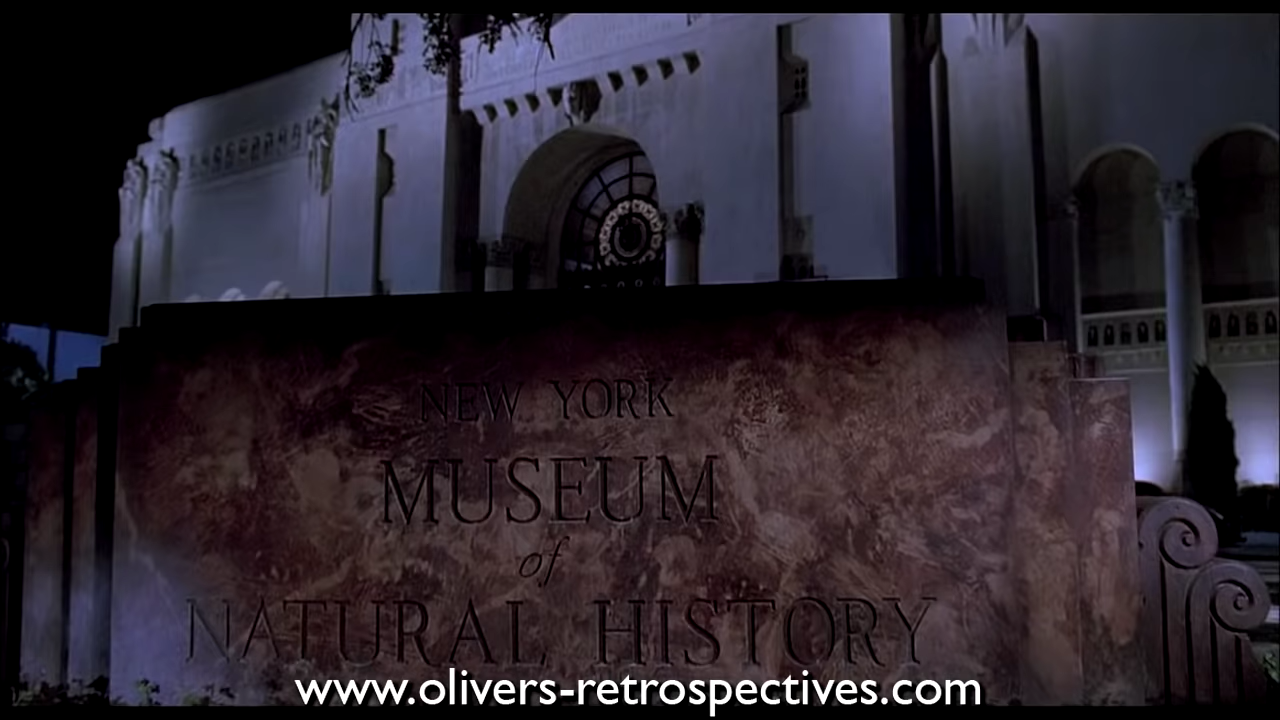 NEW YORK
MUSEUM
of
NATURAL HISTORY
www.olivers-retrospectives.com